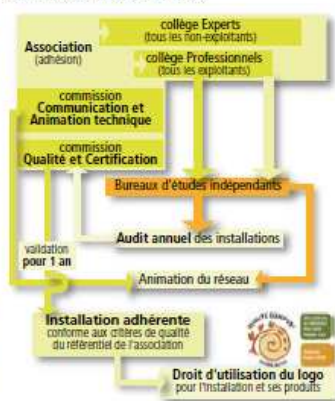 collège Experts
(tous les non-exploitants)
Association
(adhésion)
collège Professionnels
(tous les exploitants)
commission
Communication et
Animation technique
commission
Qualité et Certification
Bureaux d'études indépendants
Audit annuel des installations
validation
pour 1 an
Animation du réseau
Installation adhérente
conforme aux critères de qualité
du référentiel de l'association
Droit d'utilisation du logo
pour l'installation et ses produits